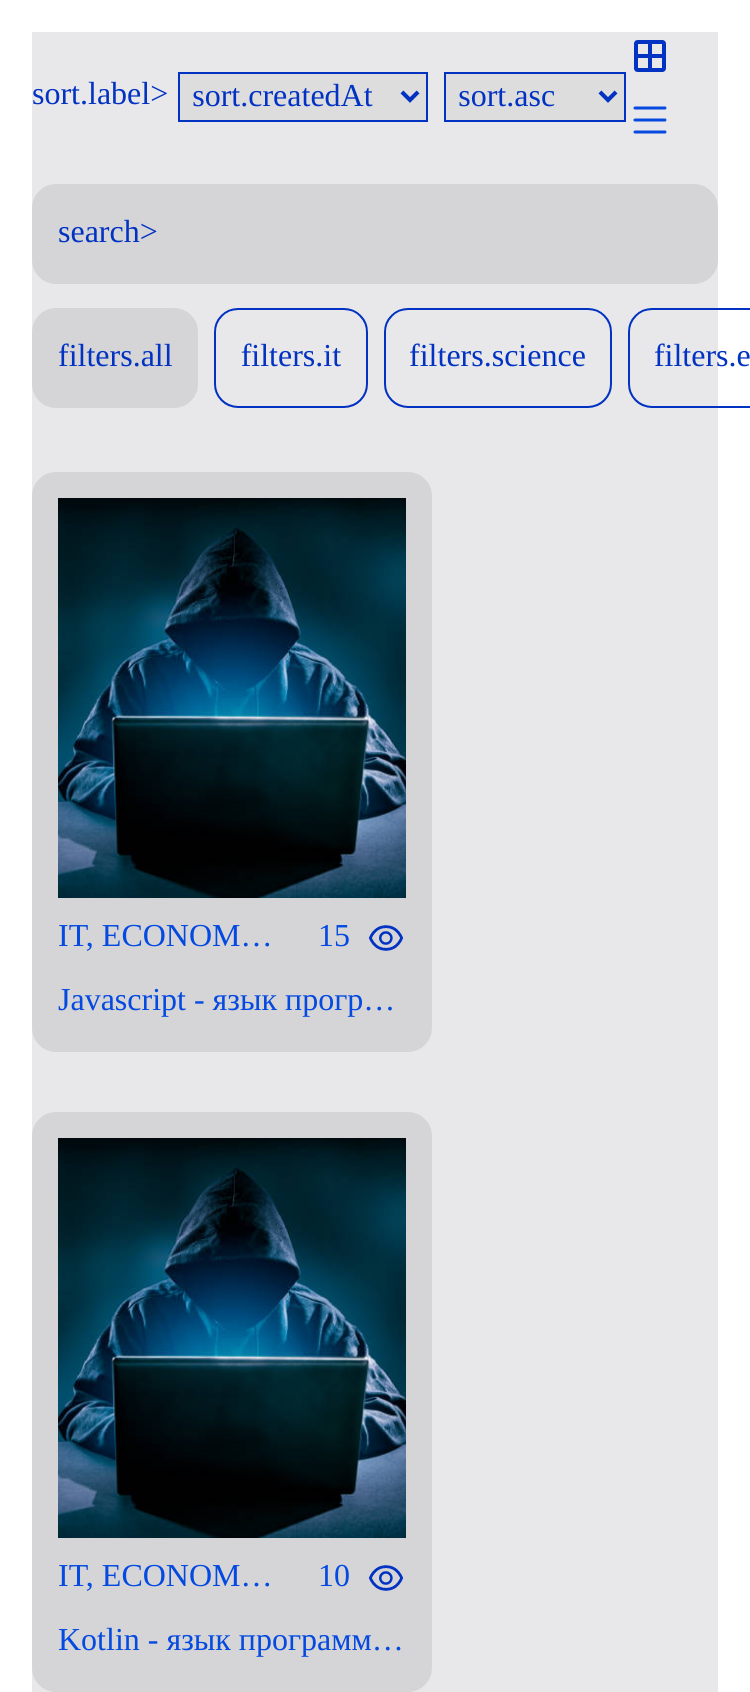 sort.label> sort.createdAt sort.asc
search>
filters.all filters.it filters.science filters.e
IT, ECONOM… 15
Javascript - язык прогр…
IT, ECONOM… 10
Kotlin - язык программ…